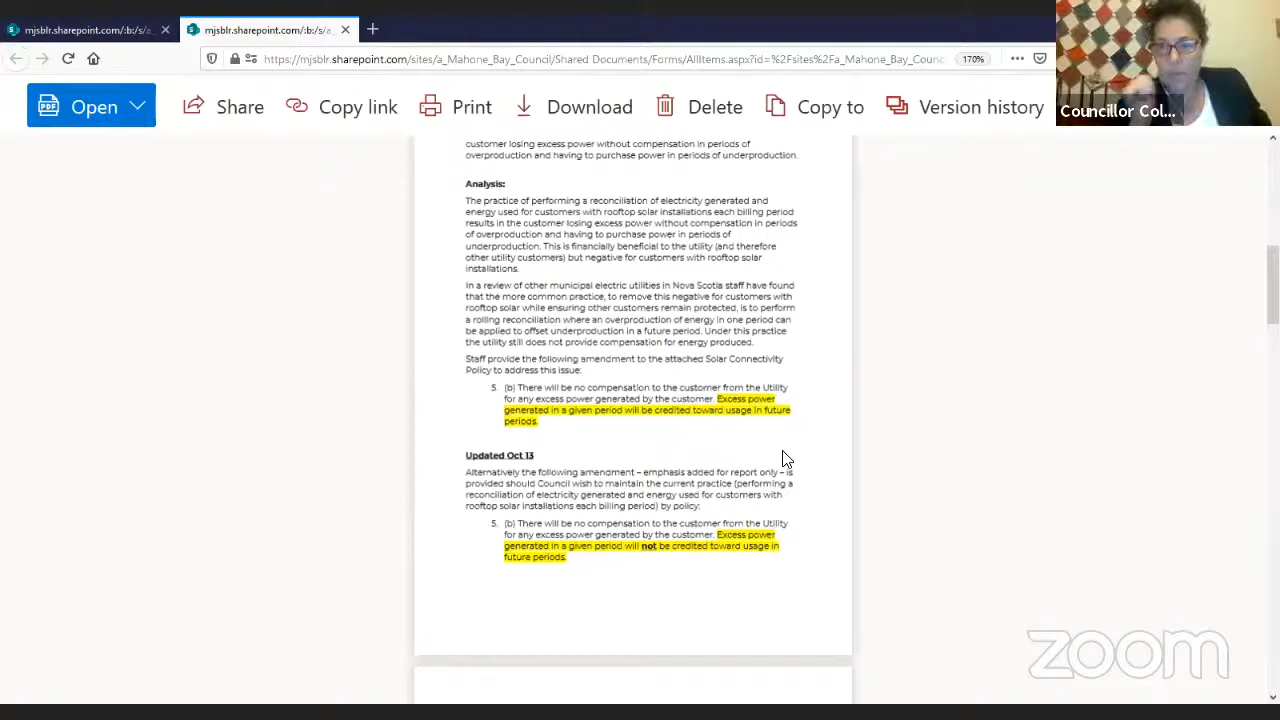 mjsblr.sharepoint.com/:b:/s/a_
mjsblr.sharepoint.com/:b:/s/a_
https://mjsblr.sharepoint.com/sites/a_Mahone_Bay_Council/Shared Documents/Forms/AllItems.aspx?id=%2Fsites%2Fa_Mahone_Bay_Counc
170%
PDF Open
Share
Copy link
Print
Download
Delete
Copy to
Version history
Councillor Col...
customer losing excess power without compensation in periods of
overproduction and having to purchase power in periods of underproduction.
Analysis:
The practice of performing a reconciliation of electricity generated and
energy used for customers with rooftop solar installations each billing period
results in the customer losing excess power without compensation in periods
of overproduction and having to purchase power in periods of
underproduction. This is financially beneficial to the utility (and therefore
other utility customers) but negative for customers with rooftop solar
installations.
In a review of other municipal electric utilities in Nova Scotia staff have found
that the more common practice, to remove this negative for customers with
rooftop solar while ensuring other customers remain protected, is to perform
a rolling reconciliation where an overproduction of energy in one period can
be applied to offset underproduction in a future period. Under this practice
the utility still does not provide compensation for energy produced.
Staff provide the following amendment to the attached Solar Connectivity
Policy to address this issue:
5. (b) There will be no compensation to the customer from the Utility
for any excess power generated by the customer. Excess power
generated in a given period will be credited toward usage in future
periods.
Updated Oct 13
Alternatively the following amendment – emphasis added for report only – is
provided should Council wish to maintain the current practice (performing a
reconciliation of electricity generated and energy used for customers with
rooftop solar installations each billing period) by policy:
5. (b) There will be no compensation to the customer from the Utility
for any excess power generated by the customer. Excess power
generated in a given period will not be credited toward usage in
future periods.
zoom